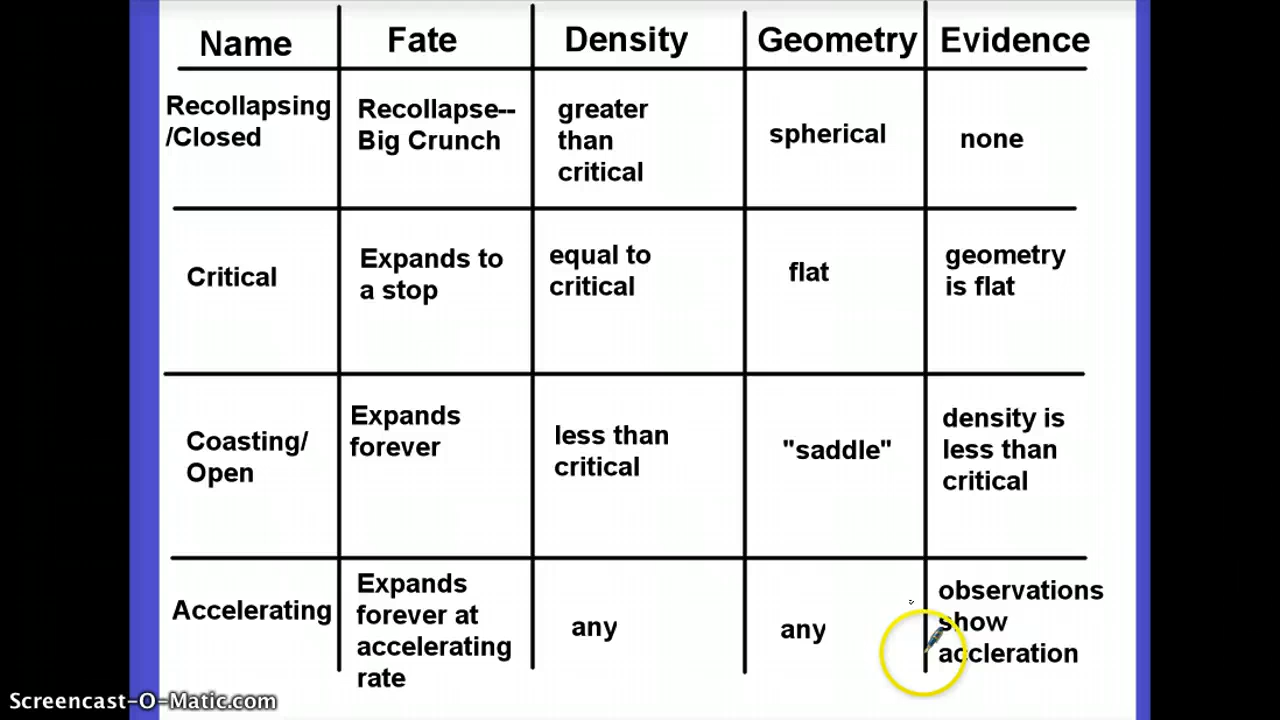 Name Fate Density Geometry Evidence
Recollapsing
/Closed
Recollapse--
Big Crunch
greater
than
critical
spherical
none
Critical
Expands to
a stop
equal to
critical
flat
geometry
is flat
Coasting/
Open
Expands
forever
less than
critical
"saddle"
density is
less than
critical
Accelerating
Expands
forever at
accelerating
rate
any
any
observations
show
accleration
Screencast-O-Matic.com